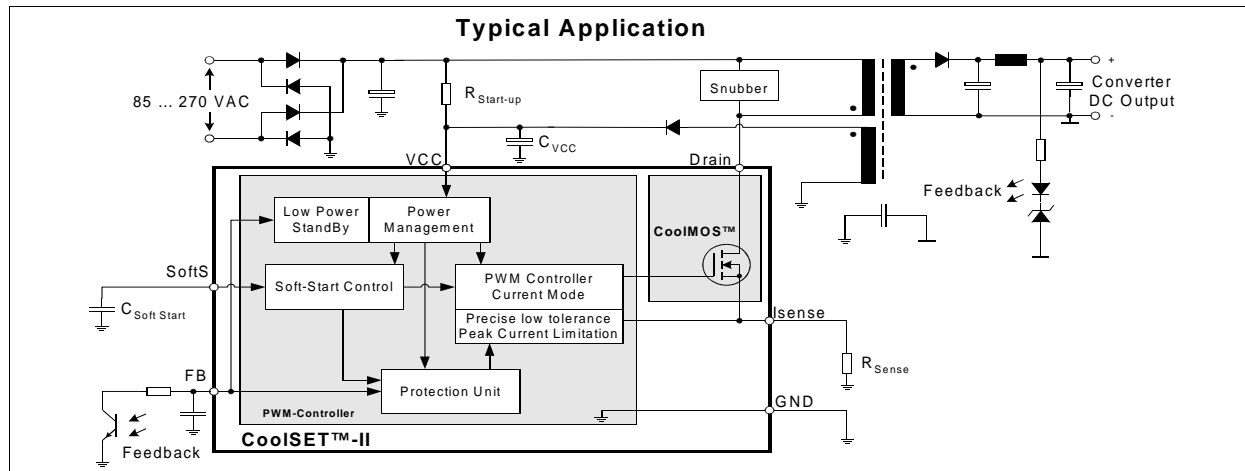 Typical Application
85 ... 270 VAC
R Start-up
Snubber
+
Converter
DC Output
-
C VCC
VCC
Drain
Feedback
Low Power
StandBy
Power
Management
CoolMOS™
SoftS
Soft-Start Control
PWM Controller
Current Mode
C Soft Start
Precise low tolerance
Peak Current Limitation
Isense
R Sense
FB
Protection Unit
GND
PWM-Controller
Feedback
CoolSET™-II